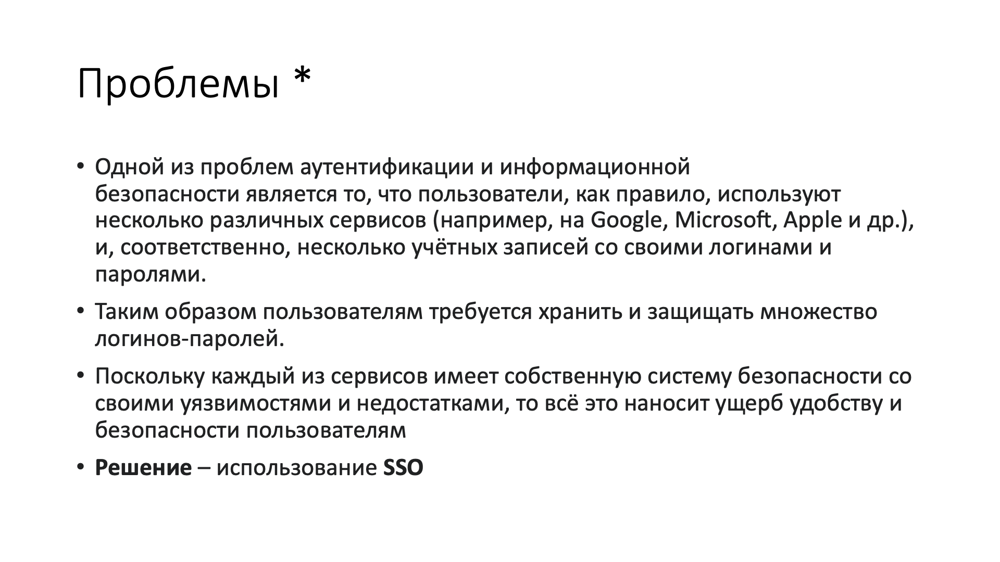 Проблемы *
• Одной из проблем аутентификации и информационной
безопасности является то, что пользователи, как правило, используют
несколько различных сервисов (например, на Google, Microsoft, Apple и др.),
и, соответственно, несколько учётных записей со своими логинами и
паролями.
• Таким образом пользователям требуется хранить и защищать множество
логинов-паролей.
• Поскольку каждый из сервисов имеет собственную систему безопасности со
своими уязвимостями и недостатками, то всё это наносит ущерб удобству и
безопасности пользователям
• Решение – использование SSO